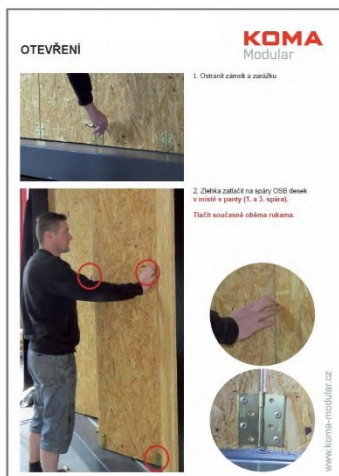 OTEVŘENÍ
KOMA
Modular
1. Ostranit zámek a zarážku
2. Zlehka zatlačit na spáry OSB desek
v místě s panty (1. a 3. spára).
Tlačit současně oběma rukama.
www.koma-modular.cz